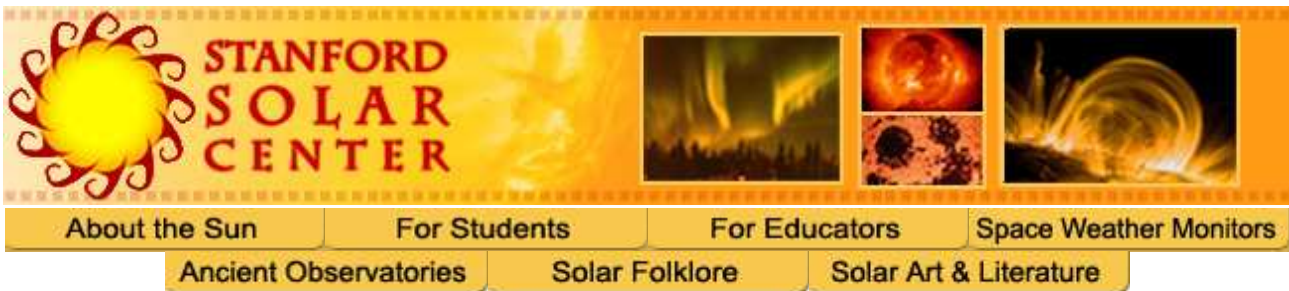 STANFORD
SOLAR
CENTER
About the Sun
For Students
For Educators
Space Weather Monitors
Ancient Observatories
Solar Folklore
Solar Art & Literature